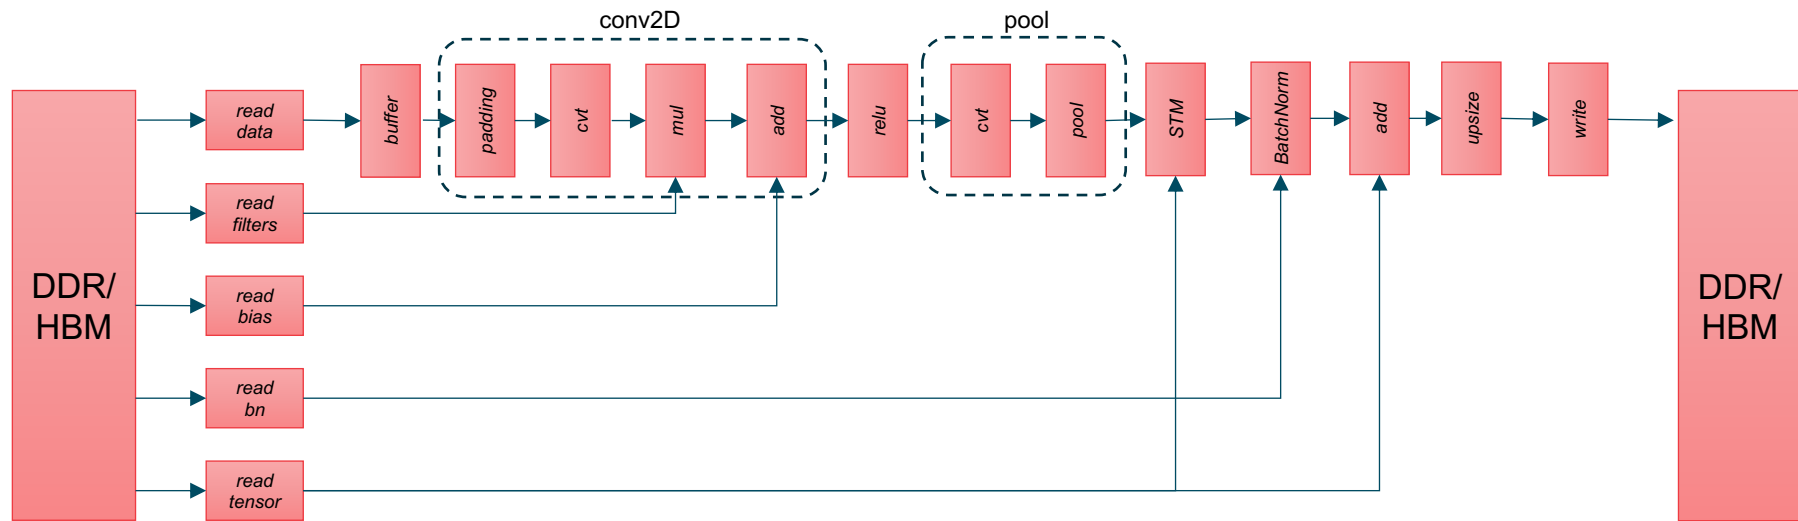 conv2D
pool
DDR/
HBM
read
data
buffer
padding
cvt
mul
add
relu
cvt
pool
STM
BatchNorm
add
upsize
write
DDR/
HBM
read
filters
read
bias
read
bn
read
tensor